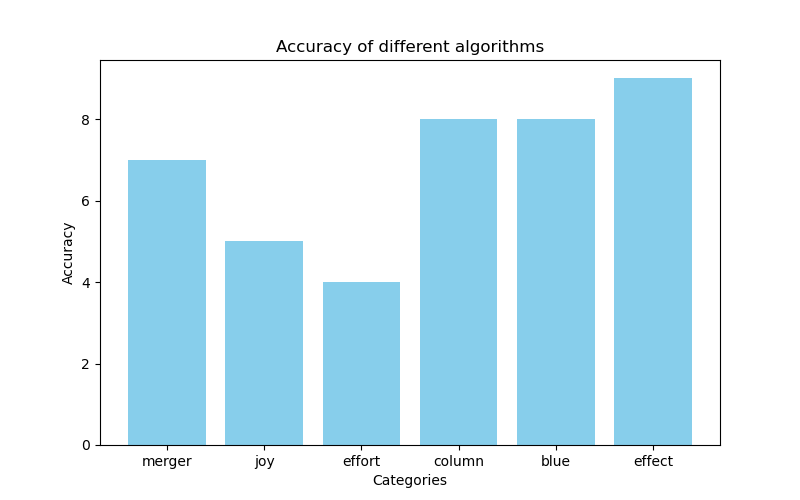 Accuracy of different algorithms
Accuracy
8
6
4
2
0
merger joy effort column blue effect
Categories